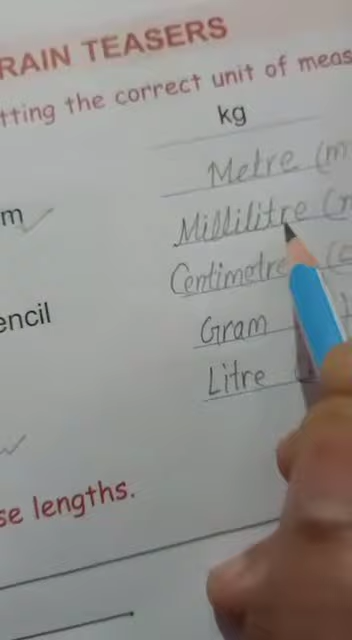 RAIN TEASERS
tting the correct unit of meas
kg
Metre (m
m
Millilitre (m
Centimetre (c
encil
Gram
Litre
se lengths.